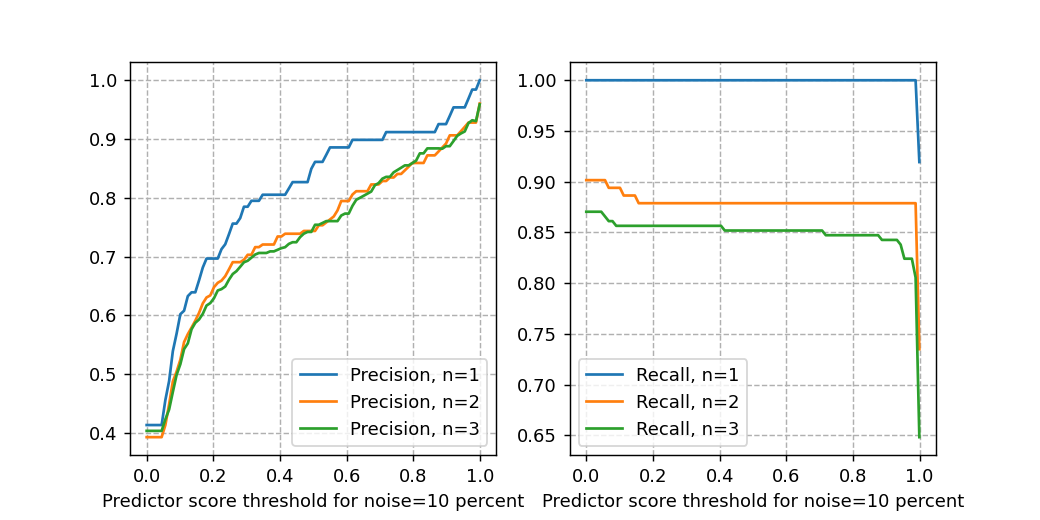 1.0
0.9
0.8
0.7
0.6
0.5
0.4
Precision, n=1
Precision, n=2
Precision, n=3
0.0 0.2 0.4 0.6 0.8 1.0
Predictor score threshold for noise=10 percent
1.00
0.95
0.90
0.85
0.80
0.75
0.70
0.65
Recall, n=1
Recall, n=2
Recall, n=3
0.0 0.2 0.4 0.6 0.8 1.0
Predictor score threshold for noise=10 percent